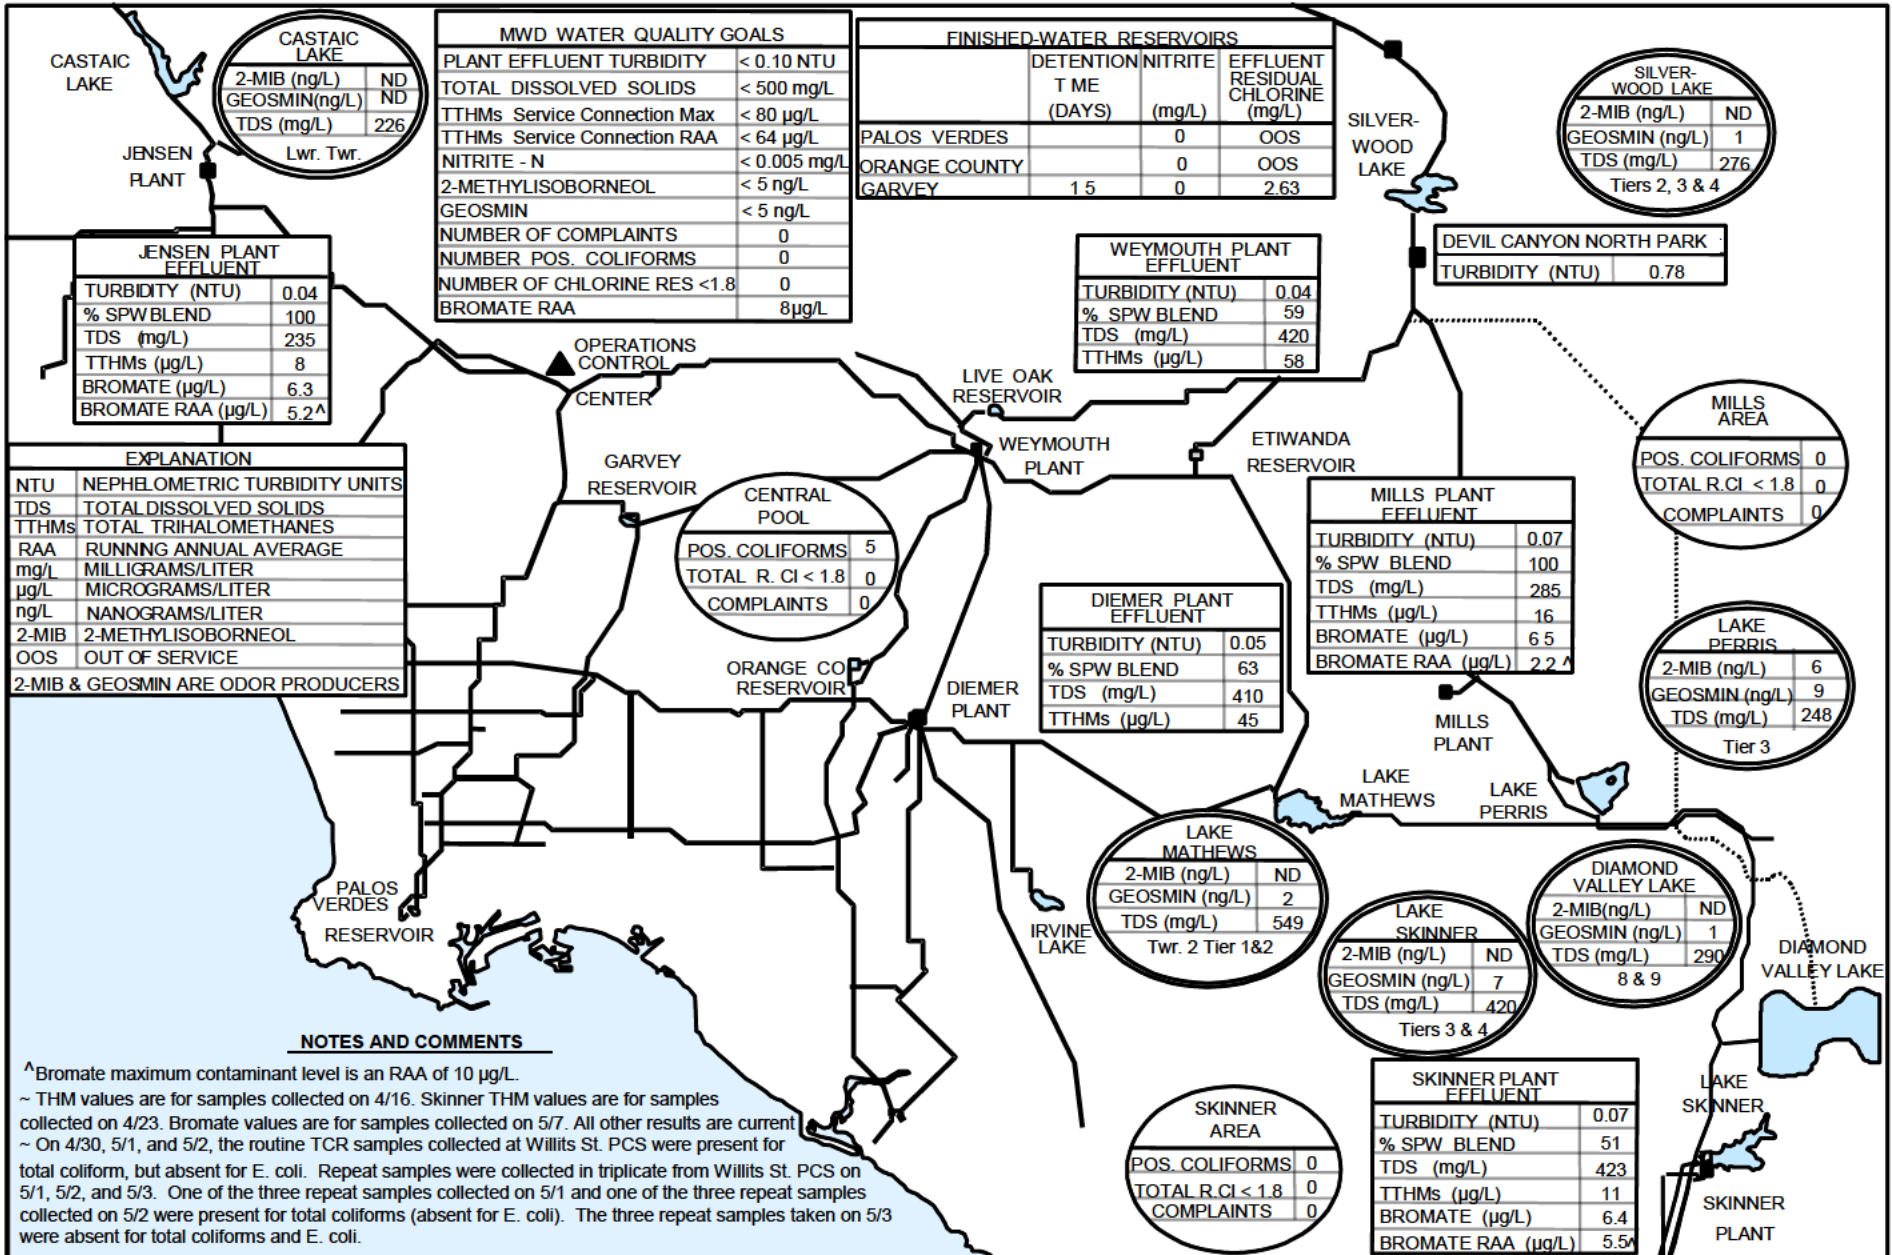 CASTAIC
LAKE
CASTAIC
LAKE
2-MIB (ng/L) ND
GEOSMIN(ng/L) ND
TDS (mg/L) 226
Lwr. Twr.
JENSEN
PLANT
MWD WATER QUALITY GOALS
PLANT EFFLUENT TURBIDITY < 0.10 NTU
TOTAL DISSOLVED SOLIDS < 500 mg/L
TTHMs Service Connection Max < 80 µg/L
TTHMs Service Connection RAA < 64 µg/L
NITRITE - N < 0.005 mg/L
2-METHYLISOBORNEOL < 5 ng/L
GEOSMIN < 5 ng/L
NUMBER OF COMPLAINTS 0
NUMBER POS. COLIFORMS 0
NUMBER OF CHLORINE RES <1.8 0
BROMATE RAA 8µg/L
FINISHED-WATER RESERVOIRS
DETENTION NITRITE EFFLUENT
T ME RESIDUAL
CHLORINE
(DAYS) (mg/L) (mg/L)
PALOS VERDES 0 OOS
ORANGE COUNTY 0 OOS
GARVEY 1 5 0 2.63
SILVER-
WOOD
LAKE
SILVER-
WOOD LAKE
2-MIB (ng/L) ND
GEOSMIN (ng/L) 1
TDS (mg/L) 276
Tiers 2, 3 & 4
DEVIL CANYON NORTH PARK
TURBIDITY (NTU) 0.78
JENSEN PLANT
EFFLUENT
TURBIDITY (NTU) 0.04
% SPW BLEND 100
TDS (mg/L) 235
TTHMs (µg/L) 8
BROMATE (µg/L) 6.3
BROMATE RAA (µg/L) 5.2^
WEYMOUTH PLANT
EFFLUENT
TURBIDITY (NTU) 0.04
% SPW BLEND 59
TDS (mg/L) 420
TTHMs (µg/L) 58
OPERATIONS
CONTROL
CENTER
LIVE OAK
RESERVOIR
WEYMOUTH
PLANT
ETIWANDA
RESERVOIR
MILLS
AREA
POS. COLIFORMS 0
TOTAL R.Cl < 1.8 0
COMPLAINTS 0
EXPLANATION
NTU NEPHELOMETRIC TURBIDITY UNITS
TDS TOTAL DISSOLVED SOLIDS
TTHMs TOTAL TRIHALOMETHANES
RAA RUNNING ANNUAL AVERAGE
mg/L MILLIGRAMS/LITER
µg/L MICROGRAMS/LITER
ng/L NANOGRAMS/LITER
2-MIB 2-METHYLISOBORNEOL
OOS OUT OF SERVICE
2-MIB & GEOSMIN ARE ODOR PRODUCERS
GARVEY
RESERVOIR
CENTRAL
POOL
POS. COLIFORMS 5
TOTAL R. Cl < 1.8 0
COMPLAINTS 0
MILLS PLANT
EFFLUENT
TURBIDITY (NTU) 0.07
% SPW BLEND 100
TDS (mg/L) 285
TTHMs (µg/L) 16
BROMATE (µg/L) 6 5
BROMATE RAA (µg/L) 2.2 ^
DIEMER PLANT
EFFLUENT
TURBIDITY (NTU) 0.05
% SPW BLEND 63
TDS (mg/L) 410
TTHMs (µg/L) 45
LAKE
PERRIS
2-MIB (ng/L) 6
GEOSMIN (ng/L) 9
TDS (mg/L) 248
Tier 3
ORANGE CO
RESERVOIR
DIEMER
PLANT
MILLS
PLANT
LAKE
MATHEWS
LAKE
PERRIS
LAKE
MATHEWS
2-MIB (ng/L) ND
GEOSMIN (ng/L) 2
TDS (mg/L) 549
Twr. 2 Tier 1&2
DIAMOND
VALLEY LAKE
2-MIB(ng/L) ND
GEOSMIN (ng/L) 1
TDS (mg/L) 290
8 & 9
PALOS
VERDES
RESERVOIR
IRVINE
LAKE
LAKE
SKINNER
2-MIB (ng/L) ND
GEOSMIN (ng/L) 7
TDS (mg/L) 420
Tiers 3 & 4
DIAMOND
VALLEY LAKE
NOTES AND COMMENTS
^Bromate maximum contaminant level is an RAA of 10 µg/L.
~ THM values are for samples collected on 4/16. Skinner THM values are for samples
collected on 4/23. Bromate values are for samples collected on 5/7. All other results are current
~ On 4/30, 5/1, and 5/2, the routine TCR samples collected at Willits St. PCS were present for
total coliform, but absent for E. coli. Repeat samples were collected in triplicate from Willits St. PCS on
5/1, 5/2, and 5/3. One of the three repeat samples collected on 5/1 and one of the three repeat samples
collected on 5/2 were present for total coliforms (absent for E. coli). The three repeat samples taken on 5/3
were absent for total coliforms and E. coli.
SKINNER
AREA
POS. COLIFORMS 0
TOTAL R.Cl < 1.8 0
COMPLAINTS 0
SKINNER PLANT
EFFLUENT
TURBIDITY (NTU) 0.07
% SPW BLEND 51
TDS (mg/L) 423
TTHMs (µg/L) 11
BROMATE (µg/L) 6.4
BROMATE RAA (µg/L) 5.5^
LAKE
SKINNER
SKINNER
PLANT